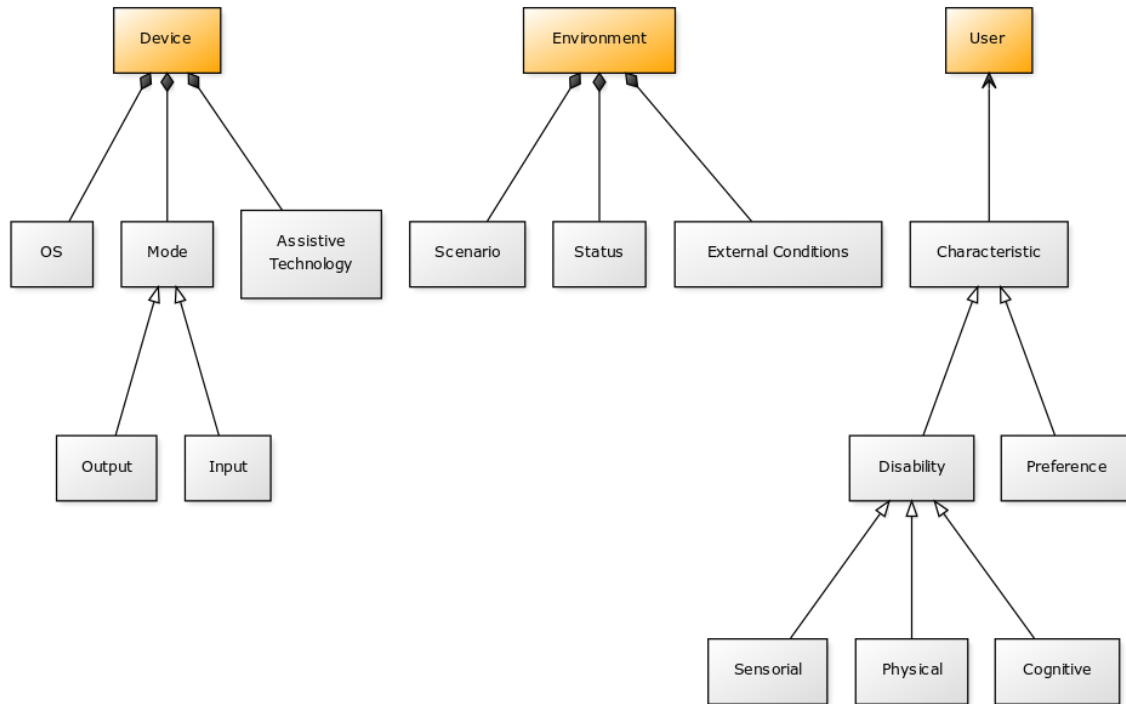 Device
Environment
User
OS
Mode
Assistive
Technology
Scenario
Status
External Conditions
Characteristic
Output
Input
Disability
Preference
Sensorial
Physical
Cognitive